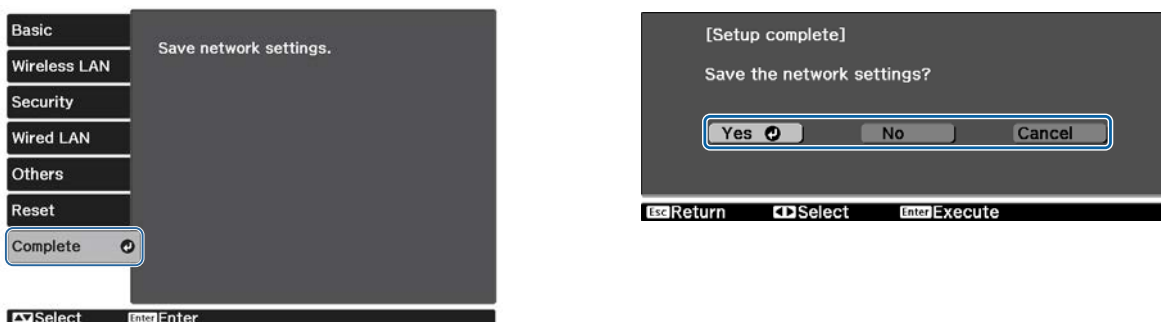 Basic
Wireless LAN
Security
Wired LAN
Others
Reset
Complete
Save network settings.
Select Enter Enter
[Setup complete]
Save the network settings?
Yes No Cancel
Esc Return Select Enter Execute